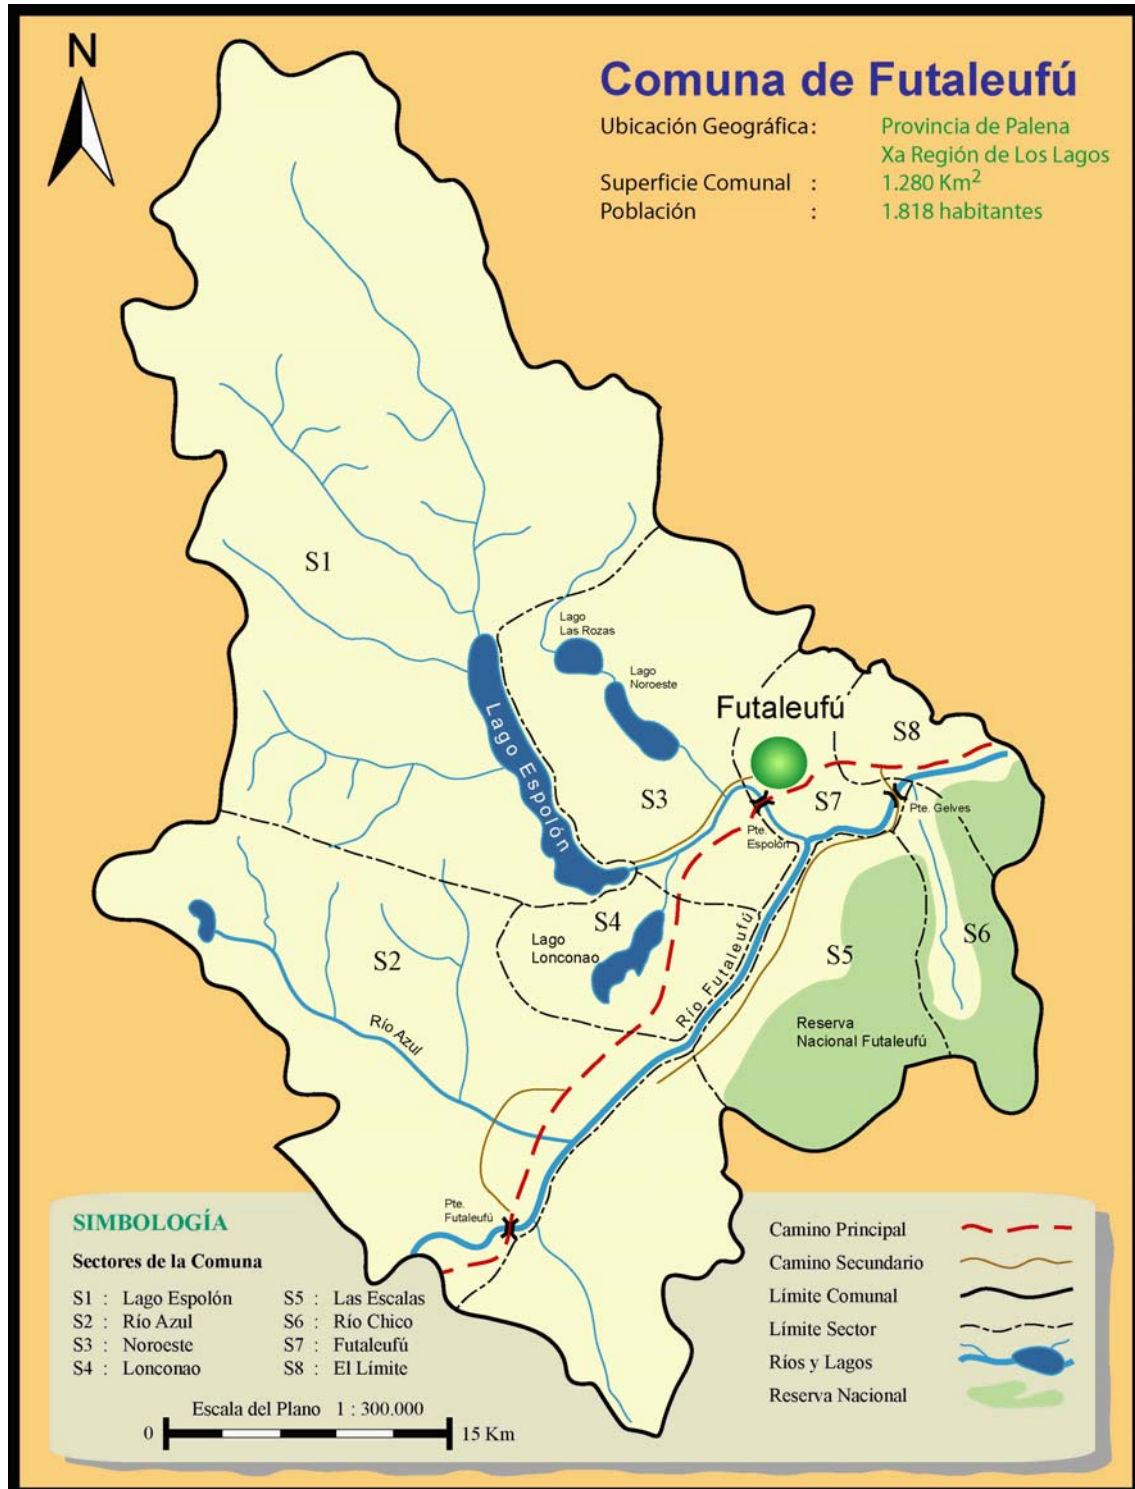 N
Comuna de Futaleufú
Ubicación Geográfica : Provincia de Palena
Xa Región de Los Lagos
Superficie Comunal : 1.280 Km²
Población : 1.818 habitantes
S1
Lago
Las Rozas
Lago
Noroeste
Futaleufú
S8
Lago Espolón
S3
S7
Pte. Gelves
Pte.
Espolón
S4
Lago
Lonconao
S2
Río Futaleufú
S5
S6
Río Azul
Reserva
Nacional Futaleufú
Pte.
Futaleufú
SIMBOLOGÍA
Sectores de la Comuna
S1 : Lago Espolón
S2 : Río Azul
S3 : Noroeste
S4 : Lonconao
S5 : Las Escalas
S6 : Río Chico
S7 : Futaleufú
S8 : El Límite
Escala del Plano 1 : 300.000
0 15 Km
Camino Principal
Camino Secundario
Límite Comunal
Límite Sector
Ríos y Lagos
Reserva Nacional